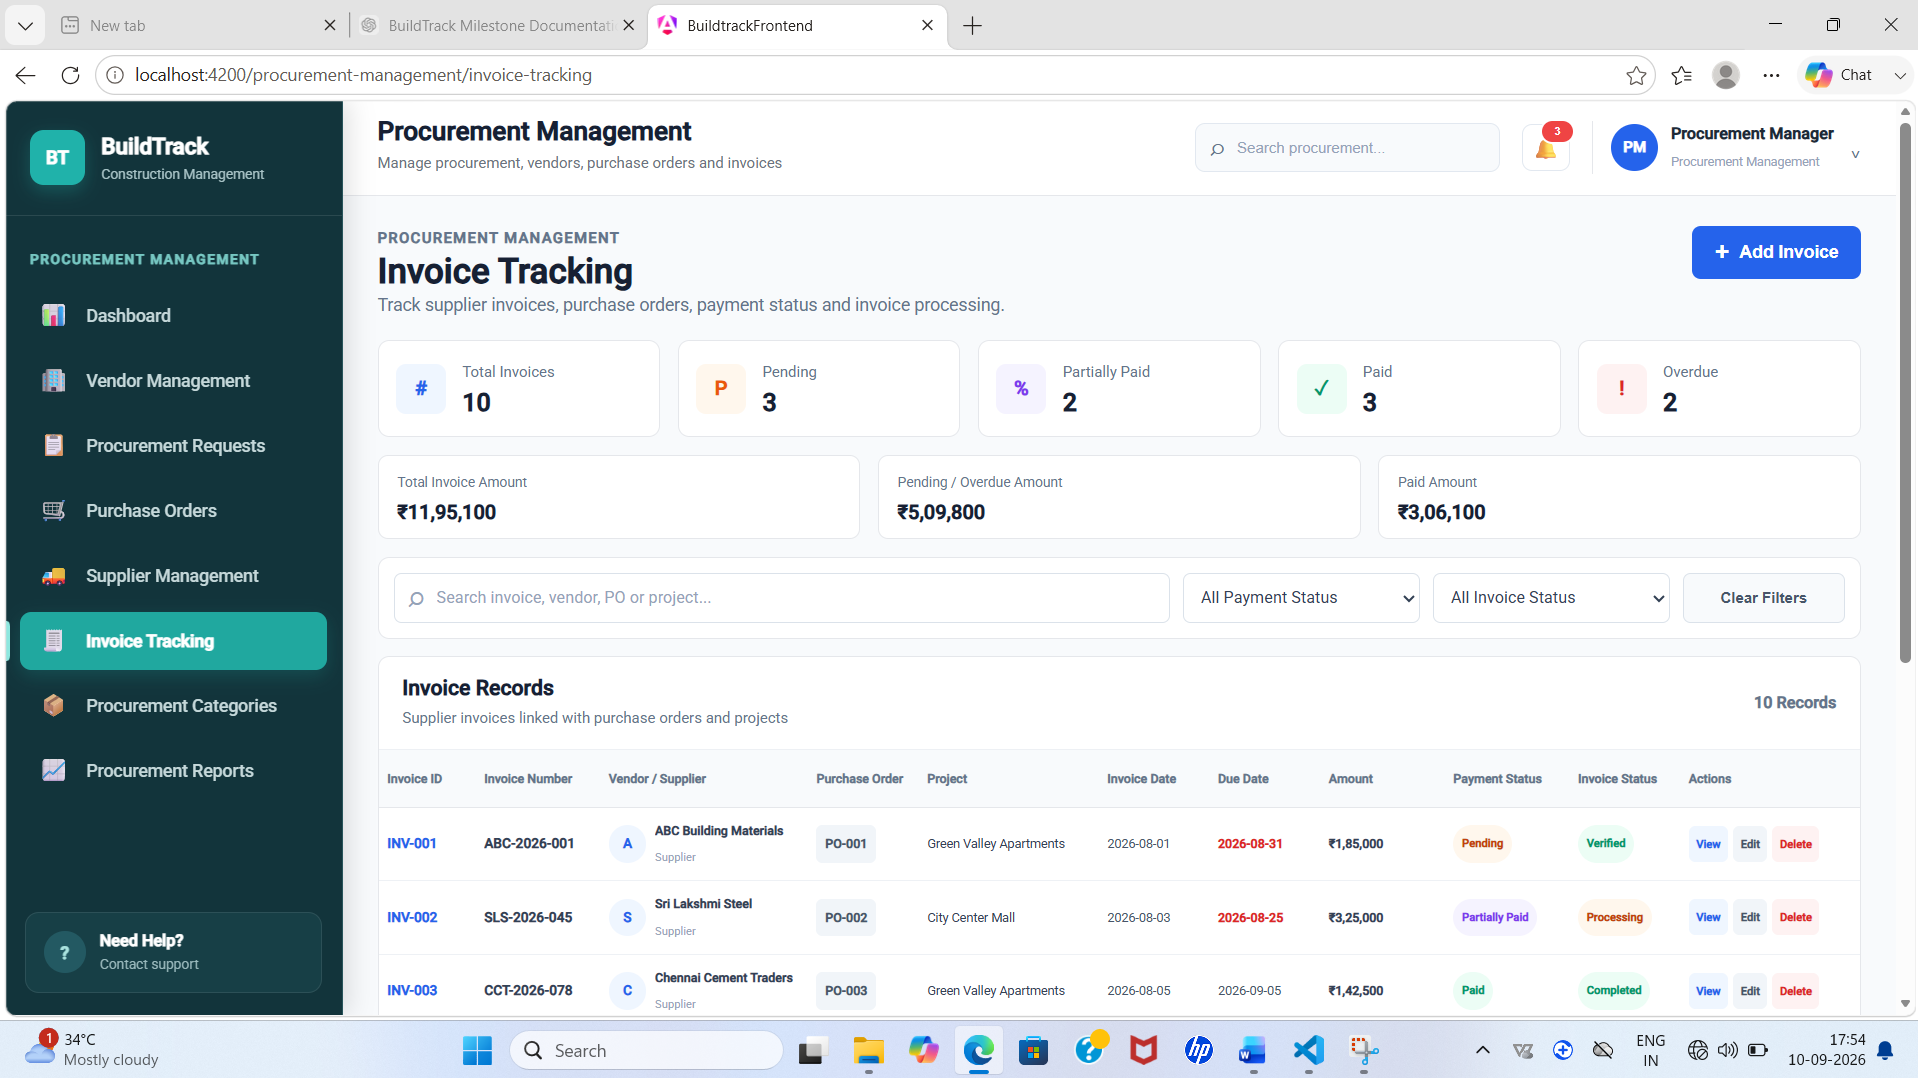 New tab
BuildTrack Milestone Documentati
BuildtrackFrontend
localhost:4200/procurement-management/invoice-tracking
Chat
BT
BuildTrack
Construction Management
PROCUREMENT MANAGEMENT
Dashboard
Vendor Management
Procurement Requests
Purchase Orders
Supplier Management
Invoice Tracking
Procurement Categories
Procurement Reports
?
Need Help?
Contact support
Procurement Management
Manage procurement, vendors, purchase orders and invoices
Search procurement...
3
PM
Procurement Manager
Procurement Management
PROCUREMENT MANAGEMENT
Invoice Tracking
Track supplier invoices, purchase orders, payment status and invoice processing.
+ Add Invoice
#
Total Invoices
10
P
Pending
3
%
Partially Paid
2
✓
Paid
3
!
Overdue
2
Total Invoice Amount
₹11,95,100
Pending / Overdue Amount
₹5,09,800
Paid Amount
₹3,06,100
Search invoice, vendor, PO or project...
All Payment Status
All Invoice Status
Clear Filters
Invoice Records
Supplier invoices linked with purchase orders and projects
10 Records
Invoice ID Invoice Number Vendor / Supplier Purchase Order Project Invoice Date Due Date Amount Payment Status Invoice Status Actions
INV-001 ABC-2026-001 A ABC Building Materials Supplier PO-001 Green Valley Apartments 2026-08-01 2026-08-31 ₹1,85,000 Pending Verified View Edit Delete
INV-002 SLS-2026-045 S Sri Lakshmi Steel Supplier PO-002 City Center Mall 2026-08-03 2026-08-25 ₹3,25,000 Partially Paid Processing View Edit Delete
INV-003 CCT-2026-078 C Chennai Cement Traders Supplier PO-003 Green Valley Apartments 2026-08-05 2026-09-05 ₹1,42,500 Paid Completed View Edit Delete
1
34°C
Mostly cloudy
Search
ENG
IN
17:54
10-09-2026